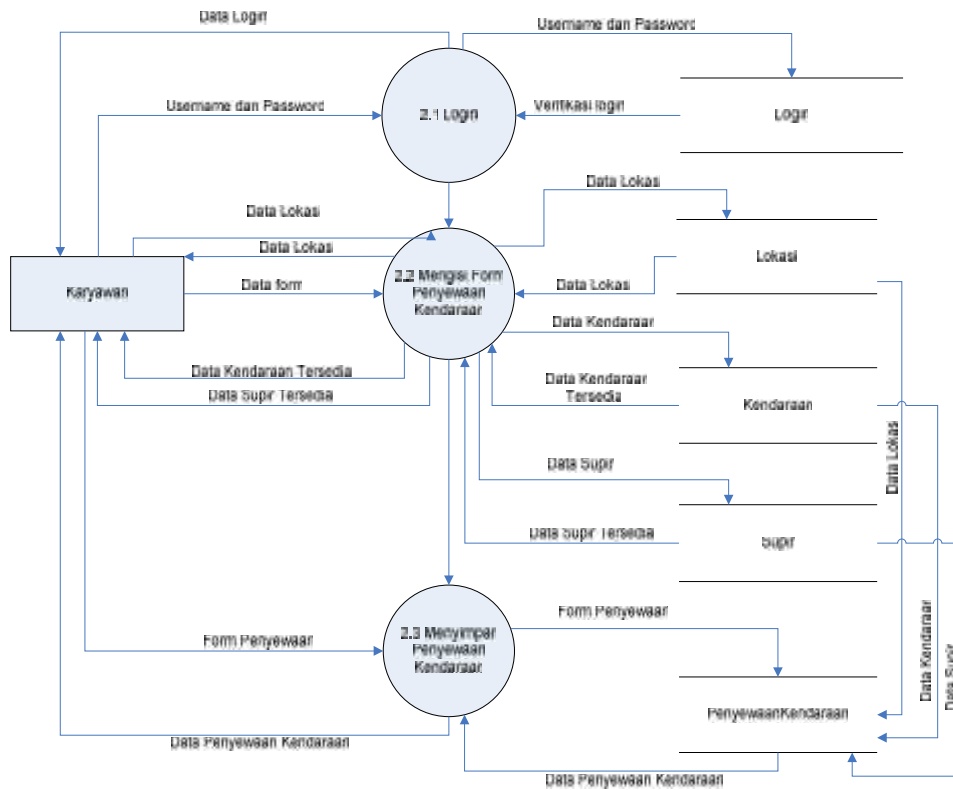 Data Login
Username dan Password
Username dan Password
2.1 Login
Verifikasi login
Login
Data Lokasi
Data Lokasi
Data Lokasi
Lokasi
Karyawan
Data form
2.2 Mengisi Form
Penyewaan
Kendaraan
Data Lokasi
Data Kendaraan
Data Kendaraan Tersedia
Data Supir Tersedia
Data Kendaraan
Tersedia
Kendaraan
Data Lokasi
Data Supir
Data Supir Tersedia
Supir
Form Penyewaan
Form Penyewaan
2.3 Menyimpan
Penyewaan
Kendaraan
Data Kendaraan
Data Supir
PenyewaanKendaraan
Data Penyewaan Kendaraan
Data Penyewaan Kendaraan